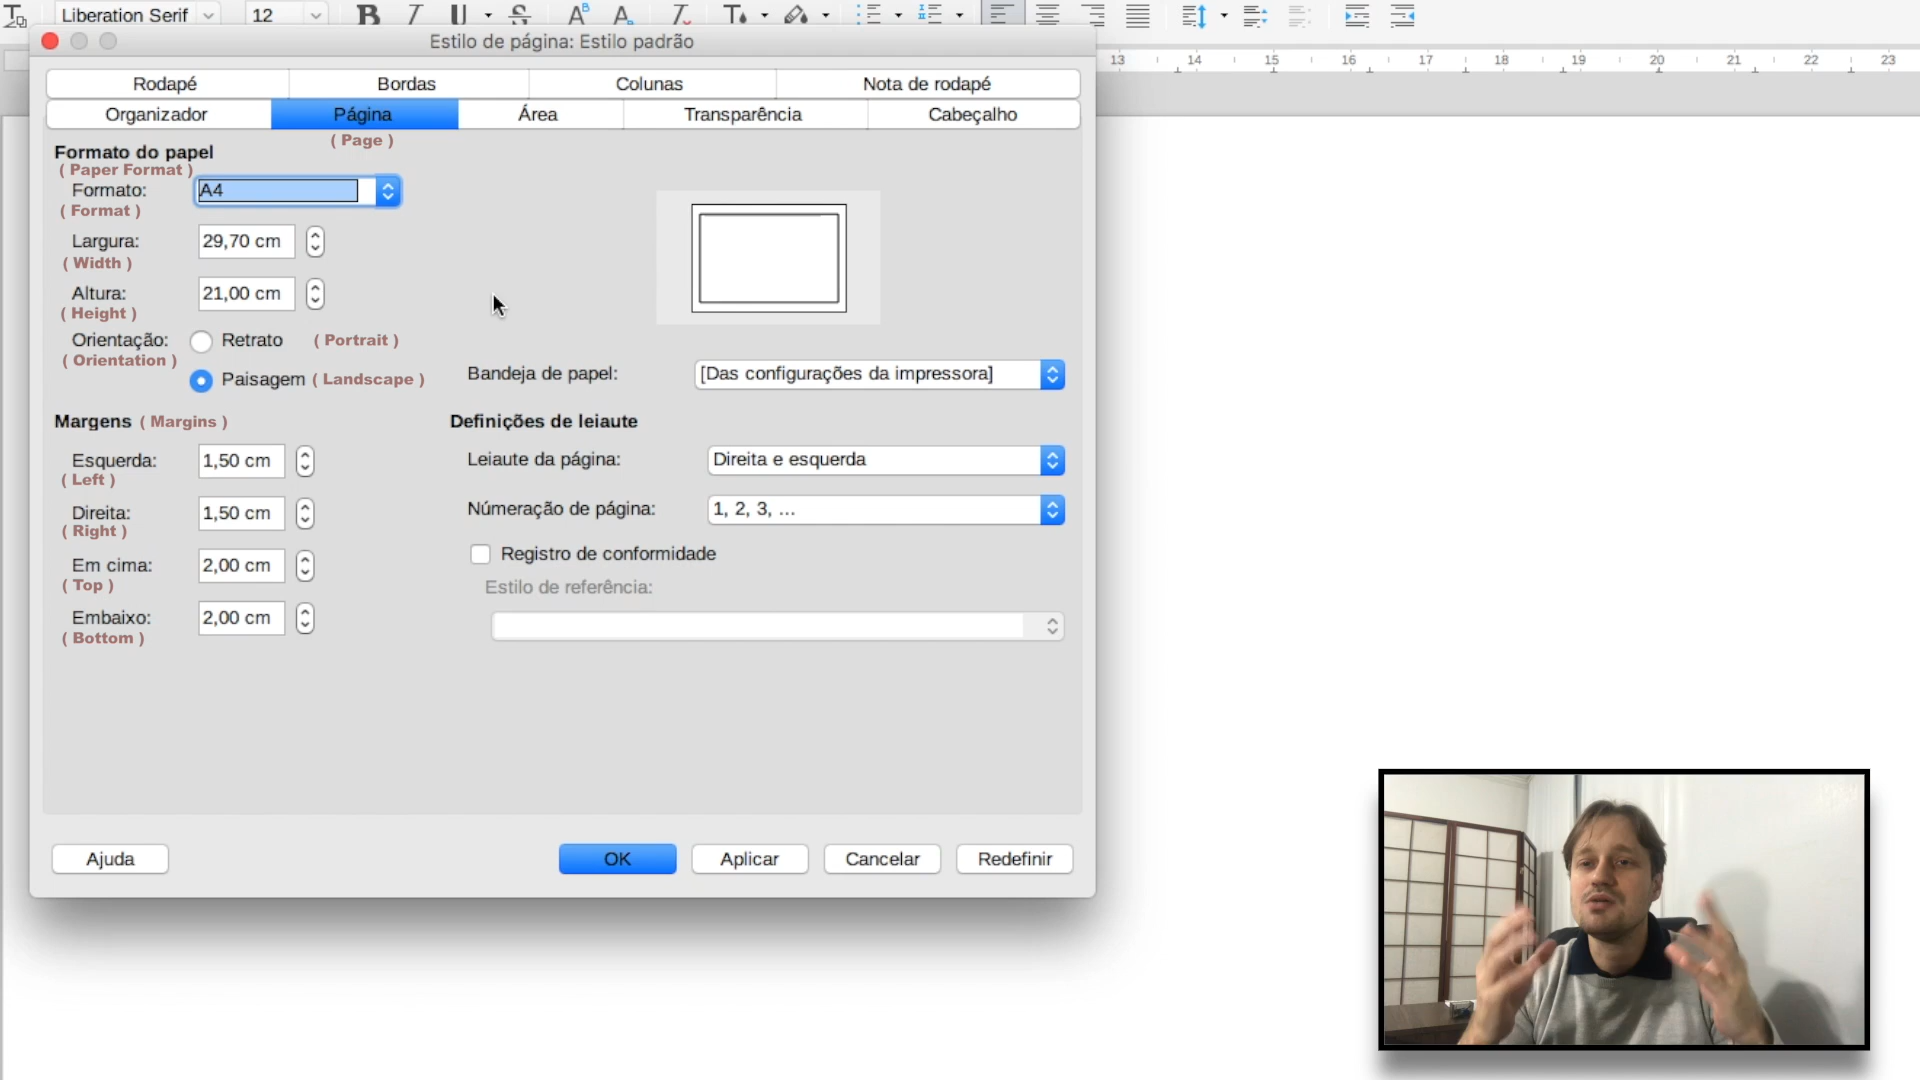 Liberation Serif 12
13 14 15 16 17 18 19 20 21 22 23
Estilo de página: Estilo padrão
Rodapé Bordas Colunas Nota de rodapé
Organizador Página Área Transparência Cabeçalho
( Page )
Formato do papel
( Paper Format )
Formato: A4
( Format )
Largura: 29,70 cm
( Width )
Altura: 21,00 cm
( Height )
Orientação: Retrato ( Portrait )
( Orientation )
Paisagem ( Landscape )
Bandeja de papel: [Das configurações da impressora]
Margens ( Margins )
Esquerda: 1,50 cm
( Left )
Direita: 1,50 cm
( Right )
Em cima: 2,00 cm
( Top )
Embaixo: 2,00 cm
( Bottom )
Definições de leiaute
Leiaute da página: Direita e esquerda
Númeração de página: 1, 2, 3, ...
Registro de conformidade
Estilo de referência:
Ajuda OK Aplicar Cancelar Redefinir